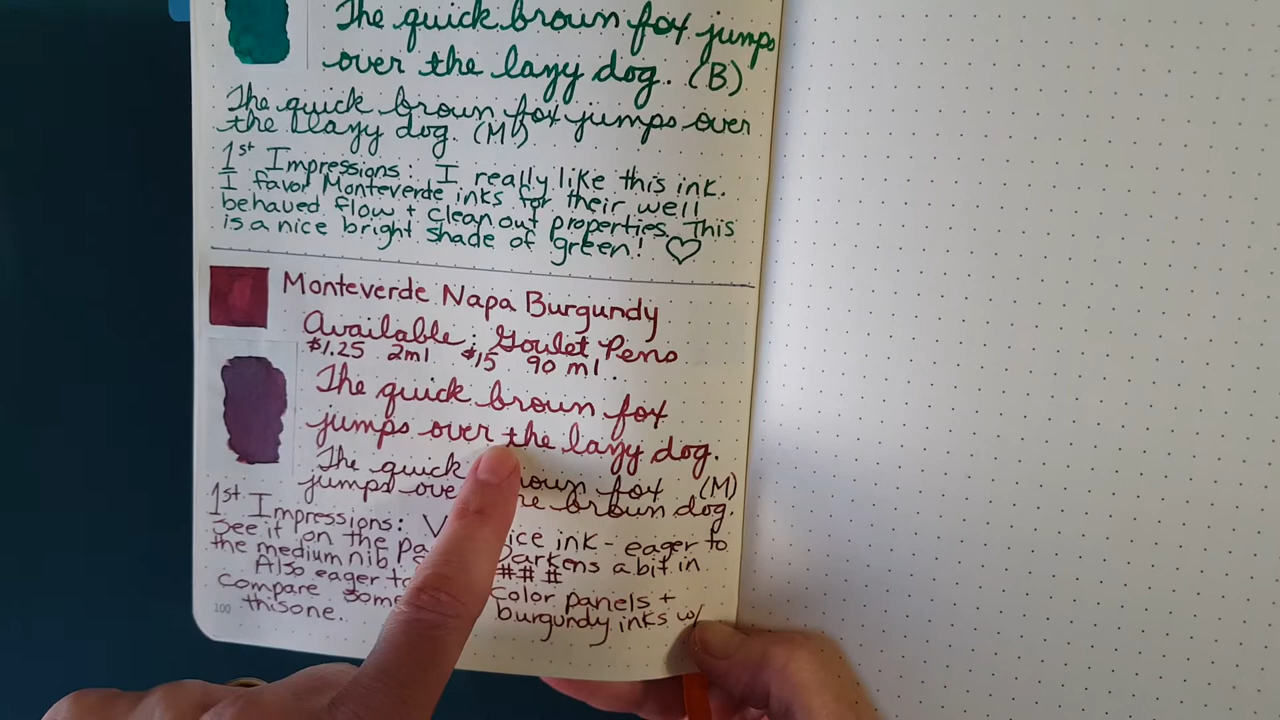 The quick brown fox jumps
over the lazy dog. (B)
The quick brown fox jumps over
the lazy dog. (M)
1st Impressions: I really like this ink.
I favor Monteverde inks for their well
behaved flow + clean out properties. This
is a nice bright shade of green! ♡
Monteverde Napa Burgundy
Available: Goulet Pens
$1.25 2ml $15 90 ml
The quick brown fox
jumps over the lazy dog.
The quick brown fox (M)
jumps over the brown dog.
1st Impressions: ice ink - eager to
see it on the Darkens a bit in
the medium nib
Also eager to ###
compare some color panels +
this one. burgundy inks w/
100